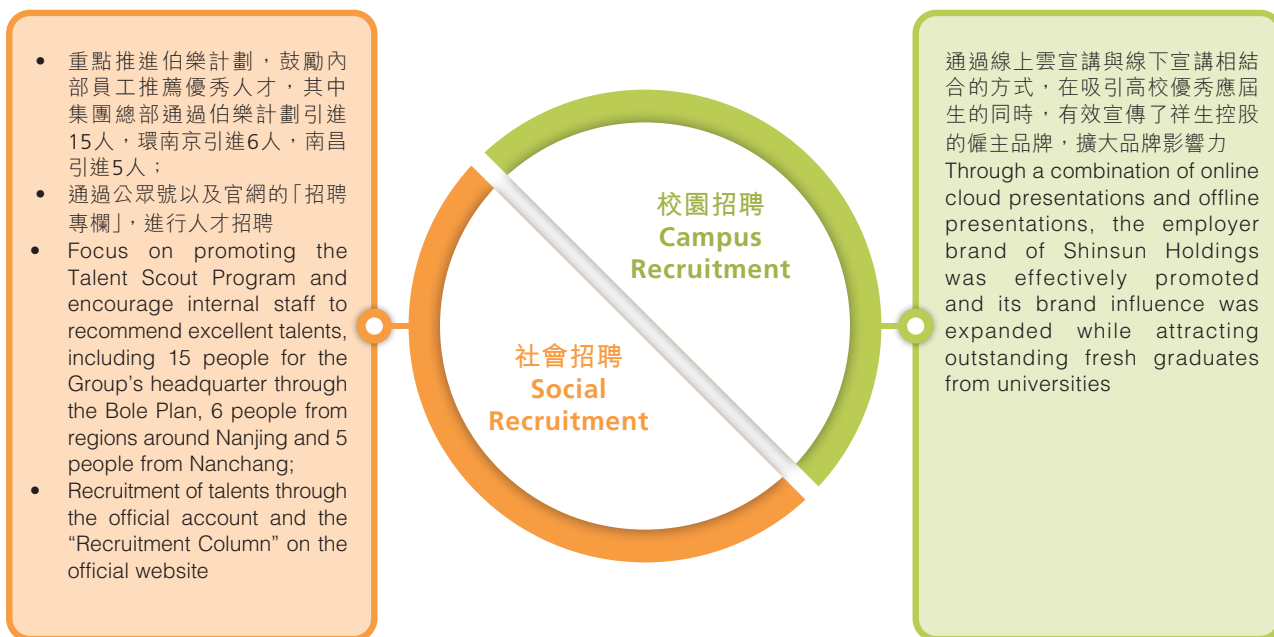 • 重點推進伯樂計劃，鼓勵內
部員工推薦優秀人才，其中
集團總部通過伯樂計劃引進
15人，環南京引進6人，南昌
引進5人；
• 通過公眾號以及官網的「招聘
專欄」，進行人才招聘
• Focus on promoting the
Talent Scout Program and
encourage internal staff to
recommend excellent talents,
including 15 people for the
Group’s headquarter through
the Bole Plan, 6 people from
regions around Nanjing and 5
people from Nanchang;
• Recruitment of talents through
the official account and the
“Recruitment Column” on the
official website
校園招聘
Campus
Recruitment
社會招聘
Social
Recruitment
通過線上雲宣講與線下宣講相結
合的方式，在吸引高校優秀應屆
生的同時，有效宣傳了祥生控股
的僱主品牌，擴大品牌影響力
Through a combination of online
cloud presentations and offline
presentations, the employer
brand of Shinsun Holdings
was effectively promoted
and its brand influence was
expanded while attracting
outstanding fresh graduates
from universities